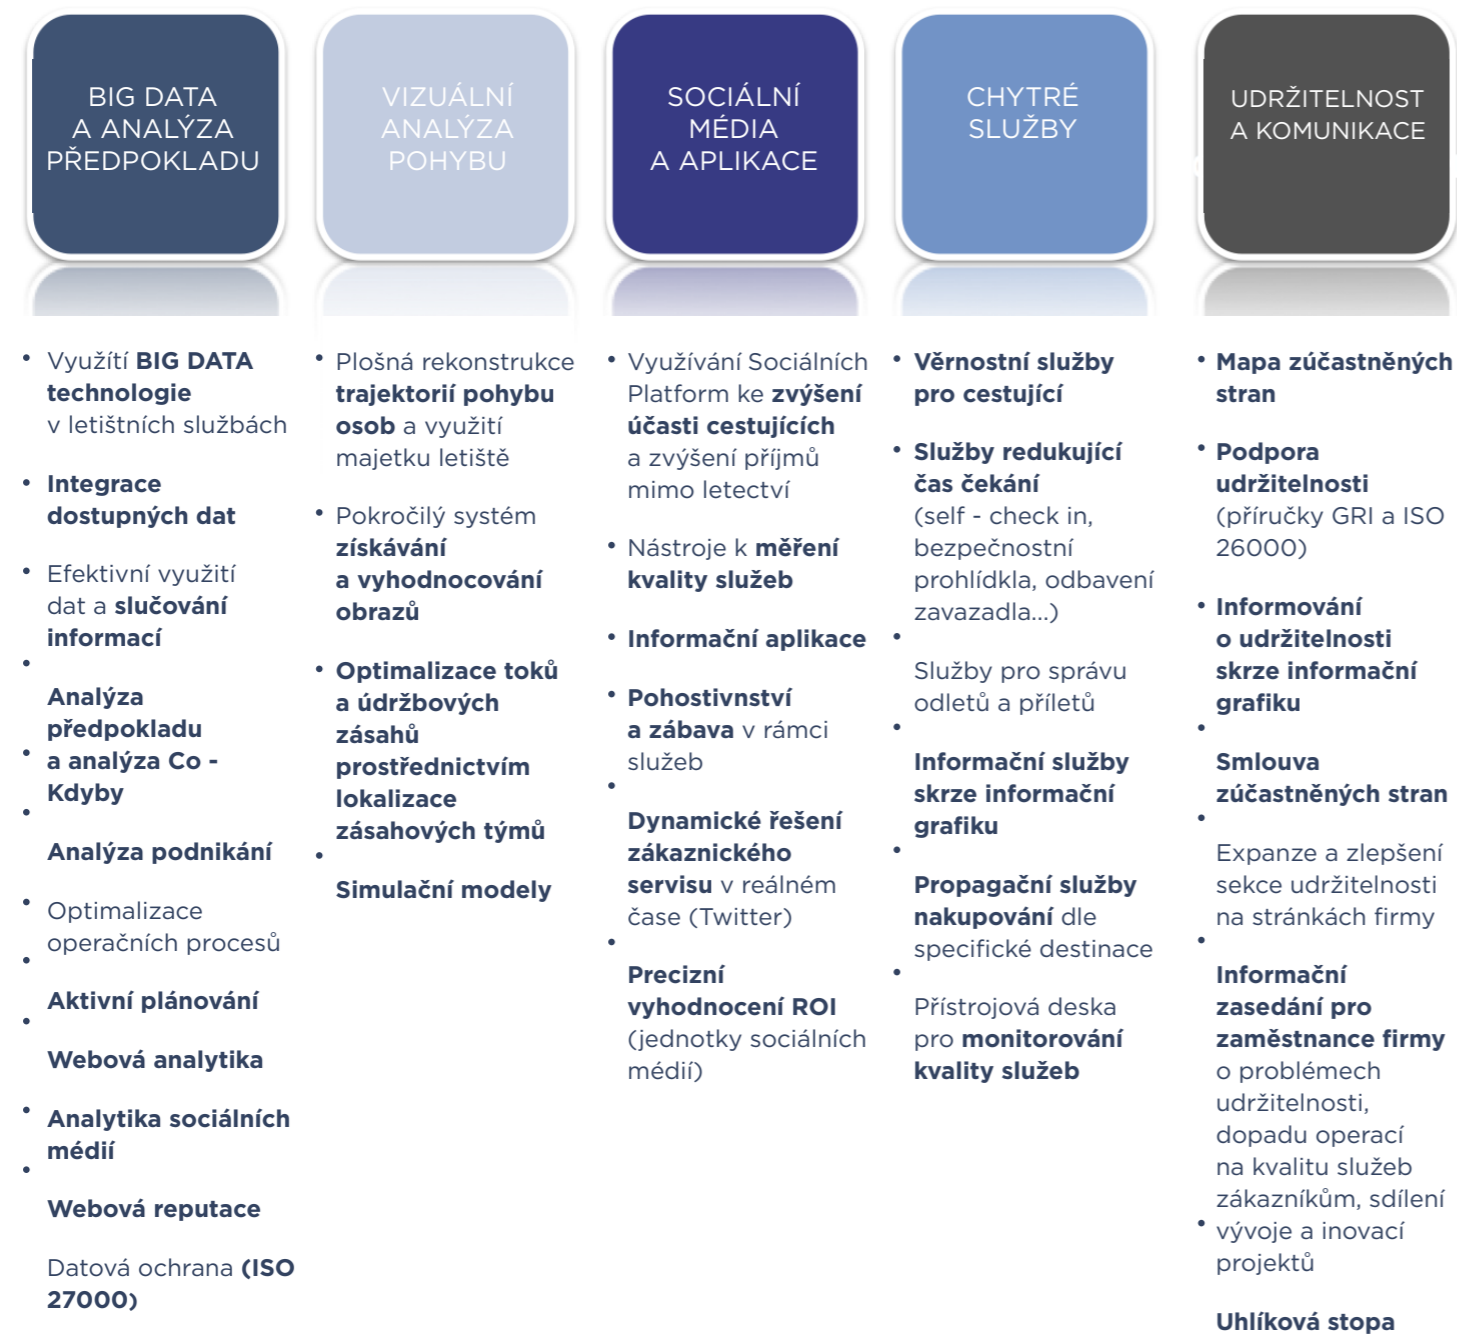 BIG DATA
A ANALÝZA
PŘEDPOKLADU
VIZUÁLNÍ
ANALÝZA
POHYBU
SOCIÁLNÍ
MÉDIA
A APLIKACE
CHYTRÉ
SLUŽBY
UDRŽITELNOST
A KOMUNIKACE
• Využítí BIG DATA
technologie
v letištních službách
• Integrace
dostupných dat
• Efektivní využití
dat a slučování
informací
•
Analýza
předpokladu
• a analýza Co -
Kdyby
•
Analýza podnikání
• Optimalizace
operačních procesů
•
Aktivní plánování
•
Webová analytika
• Analytika sociálních
médií
•
Webová reputace
Datová ochrana (ISO
27000)
• Plošná rekonstrukce
trajektorií pohybu
osob a využití
majetku letiště
• Pokročilý systém
získávání
a vyhodnocování
obrazů
• Optimalizace toků
a údržbových
zásahů
prostřednictvím
lokalizace
zásahových týmů
•
Simulační modely
• Využívání Sociálních
Platform ke zvýšení
účasti cestujících
a zvýšení příjmů
mimo letectví
• Nástroje k měření
kvality služeb
• Informační aplikace
• Pohostivnství
a zábava v rámci
služeb
•
Dynamické řešení
zákaznického
servisu v reálném
čase (Twitter)
•
Precizní
vyhodnocení ROI
(jednotky sociálních
médií)
• Věrnostní služby
pro cestující
• Služby redukující
čas čekání
(self - check in,
bezpečnostní
prohlídkla, odbavení
zavazadla...)
•
Služby pro správu
odletů a příletů
•
Informační služby
skrze informační
grafiku
•
Propagační služby
nakupování dle
specifické destinace
•
Přístrojová deska
pro monitorování
kvality služeb
• Mapa zúčastněných
stran
• Podpora
udržitelnosti
(příručky GRI a ISO
26000)
• Informování
o udržitelnosti
skrze informační
grafiku
•
Smlouva
zúčastněných stran
•
Expanze a zlepšení
sekce udržitelnosti
na stránkách firmy
•
Informační
zasedání pro
zaměstnance firmy
o problémech
udržitelnosti,
dopadu operací
na kvalitu služeb
zákazníkům, sdílení
• vývoje a inovací
projektů
Uhlíková stopa